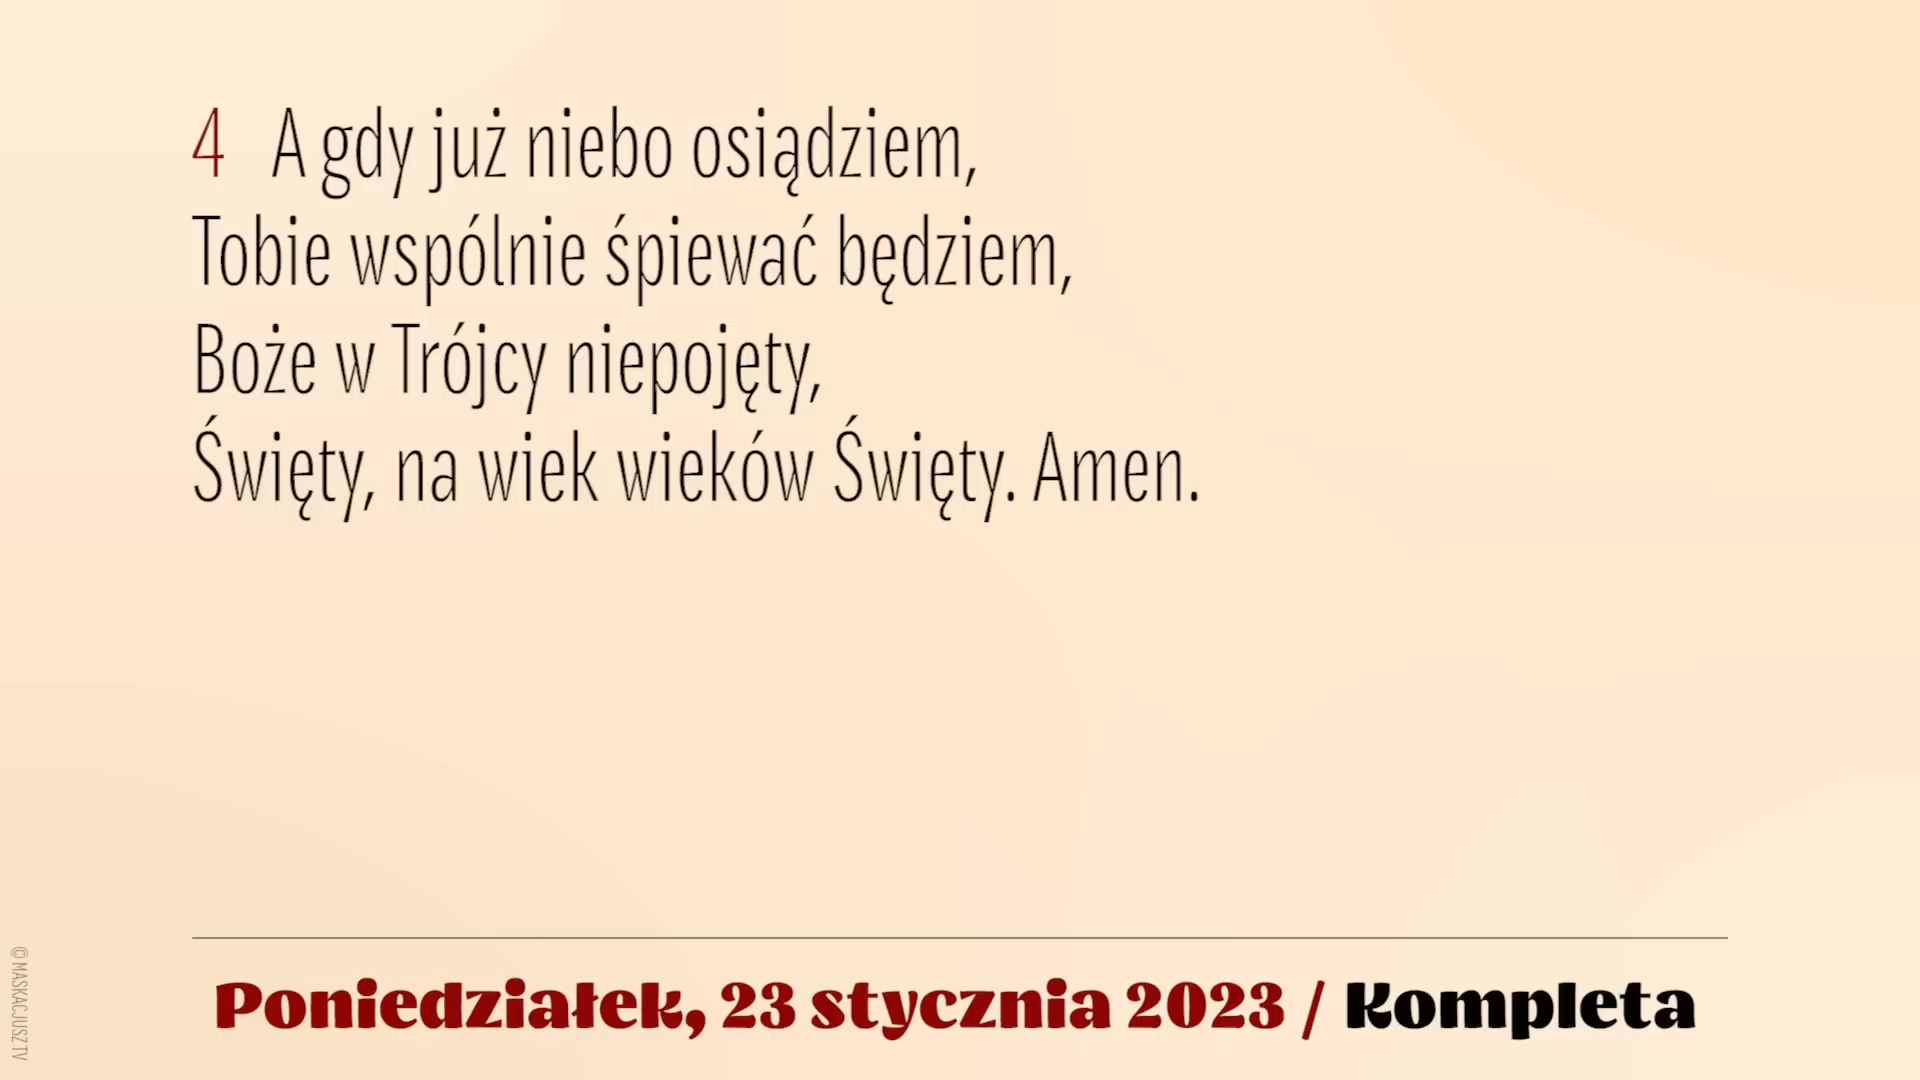 4 A gdy już niebo osiądziem,
Tobie wspólnie śpiewać będziem,
Boże w Trójcy niepojęty,
Święty, na wiek wieków Święty. Amen.
Poniedziałek, 23 stycznia 2023 / Kompleta
© MASKACJUSZ TV